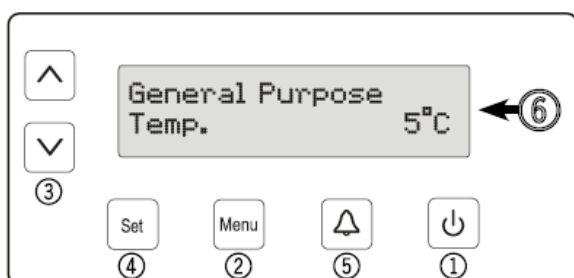 General Purpose
Temp. 5°C
⑥
③
Set Menu
④ ② ⑤ ①